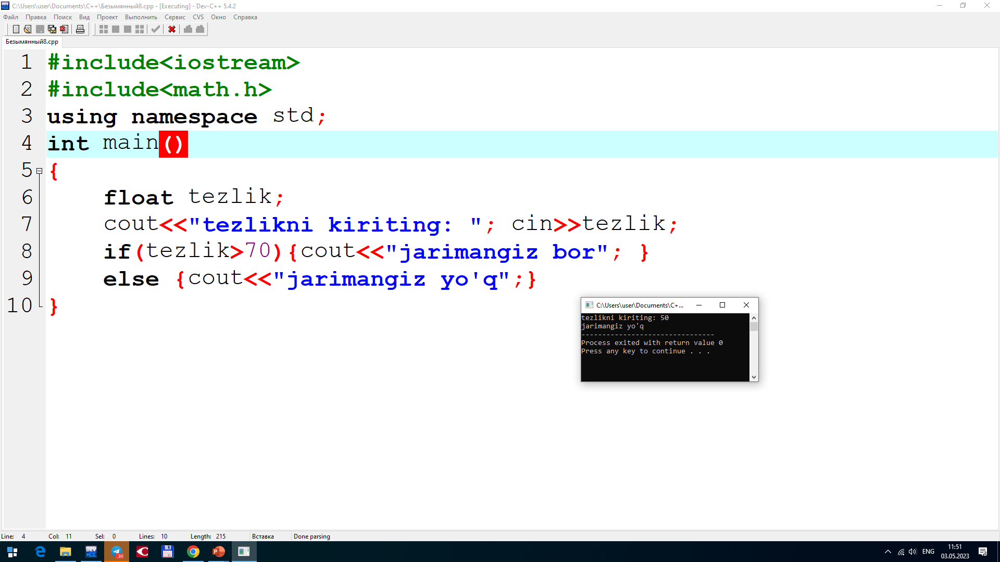 C:\Users\user\Documents\C++\Безымянный8.cpp - [Executing] - Dev-C++ 5.4.2
Файл Правка Поиск Вид Проект Выполнить Сервис CVS Окно Справка
Безымянный8.cpp
1 #include<iostream>
2 #include<math.h>
3 using namespace std;
4 int main()
5 {
6 float tezlik;
7 cout<<"tezlikni kiriting: "; cin>>tezlik;
8 if(tezlik>70){cout<<"jarimangiz bor"; }
9 else {cout<<"jarimangiz yo'q";}
10 }
C:\Users\user\Documents\C+...
tezlikni kiriting: 50
jarimangiz yo'q
--------------------------------
Process exited with return value 0
Press any key to continue . . .
Line: 4 Col: 11 Sel: 0 Lines: 10 Length: 215 Вставка Done parsing
DEV C++ .39 P ENG 11:51
03.05.2023